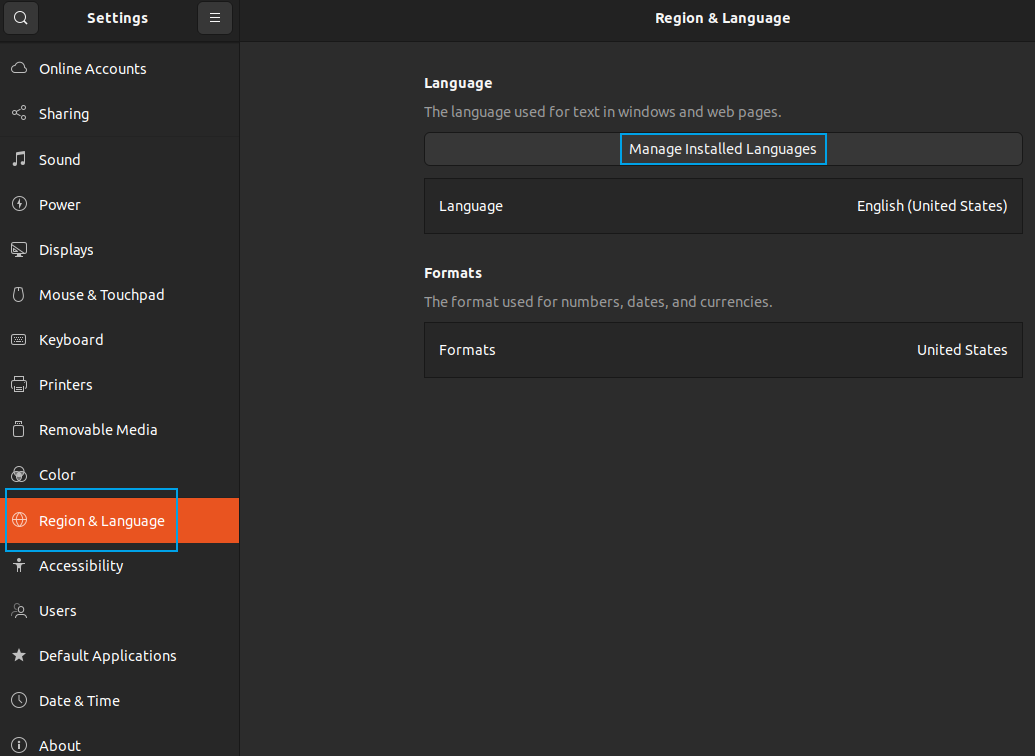 Settings
Region & Language
Online Accounts
Sharing
Sound
Power
Displays
Mouse & Touchpad
Keyboard
Printers
Removable Media
Color
Region & Language
Accessibility
Users
Default Applications
Date & Time
About
Language
The language used for text in windows and web pages.
Manage Installed Languages
Language English (United States)
Formats
The format used for numbers, dates, and currencies.
Formats United States